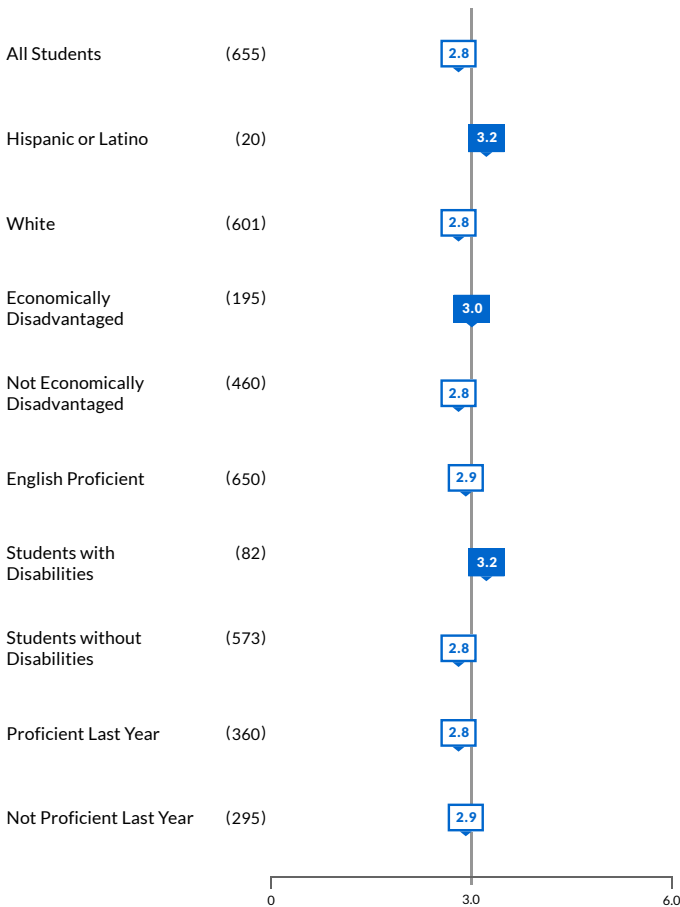 All Students (655) 2.8
Hispanic or Latino (20) 3.2
White (601) 2.8
Economically (195)
Disadvantaged 3.0
Not Economically (460)
Disadvantaged 2.8
English Proficient (650) 2.9
Students with (82)
Disabilities 3.2
Students without (573)
Disabilities 2.8
Proficient Last Year (360) 2.8
Not Proficient Last Year (295) 2.9
0 3.0 6.0